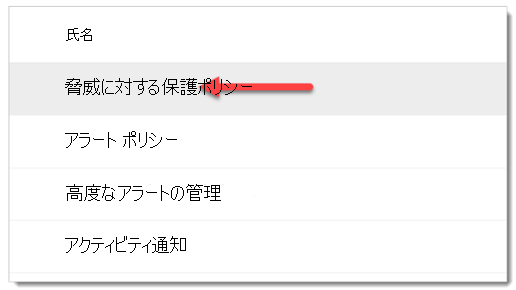 氏名
脅威に対する保護ポリシー
アラート ポリシー
高度なアラートの管理
アクティビティ通知